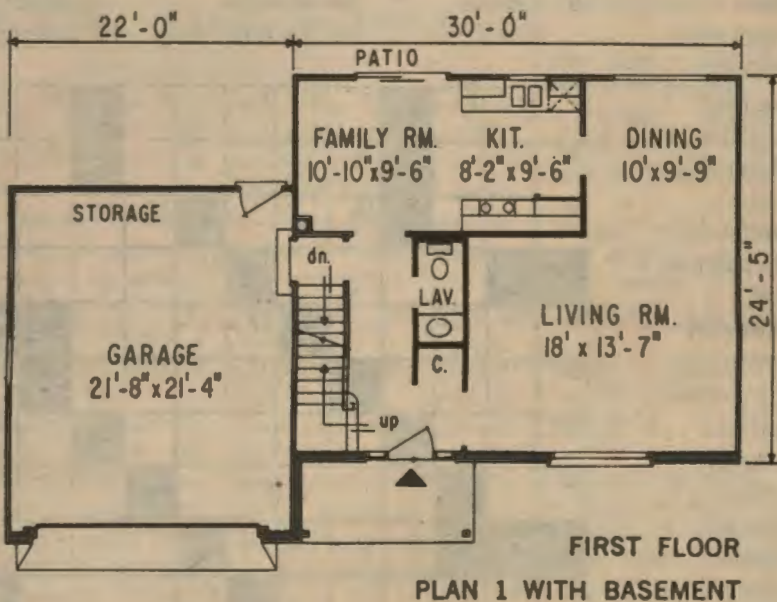 22'-0"
30'-0"
PATIO
FAMILY RM.
10'-10"x9'-6"
KIT.
8'-2"x9'-6"
DINING
10'x9'-9"
STORAGE
dn.
LAV.
24'-5"
LIVING RM.
18' x 13'-7"
GARAGE
21'-8"x21'-4"
C.
up
FIRST FLOOR
PLAN 1 WITH BASEMENT